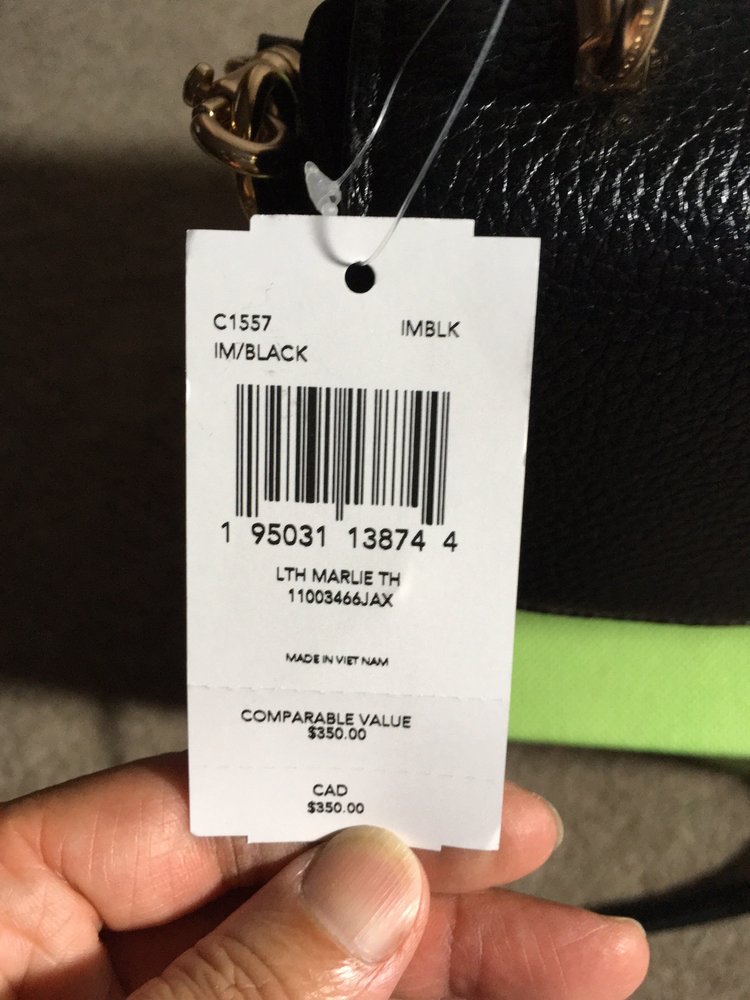 C1557 IMBLK
IM/BLACK
1 95031 13874 4
LTH MARLIE TH
11003466JAX
MADE IN VIET NAM
COMPARABLE VALUE
$350.00
CAD
$350.00